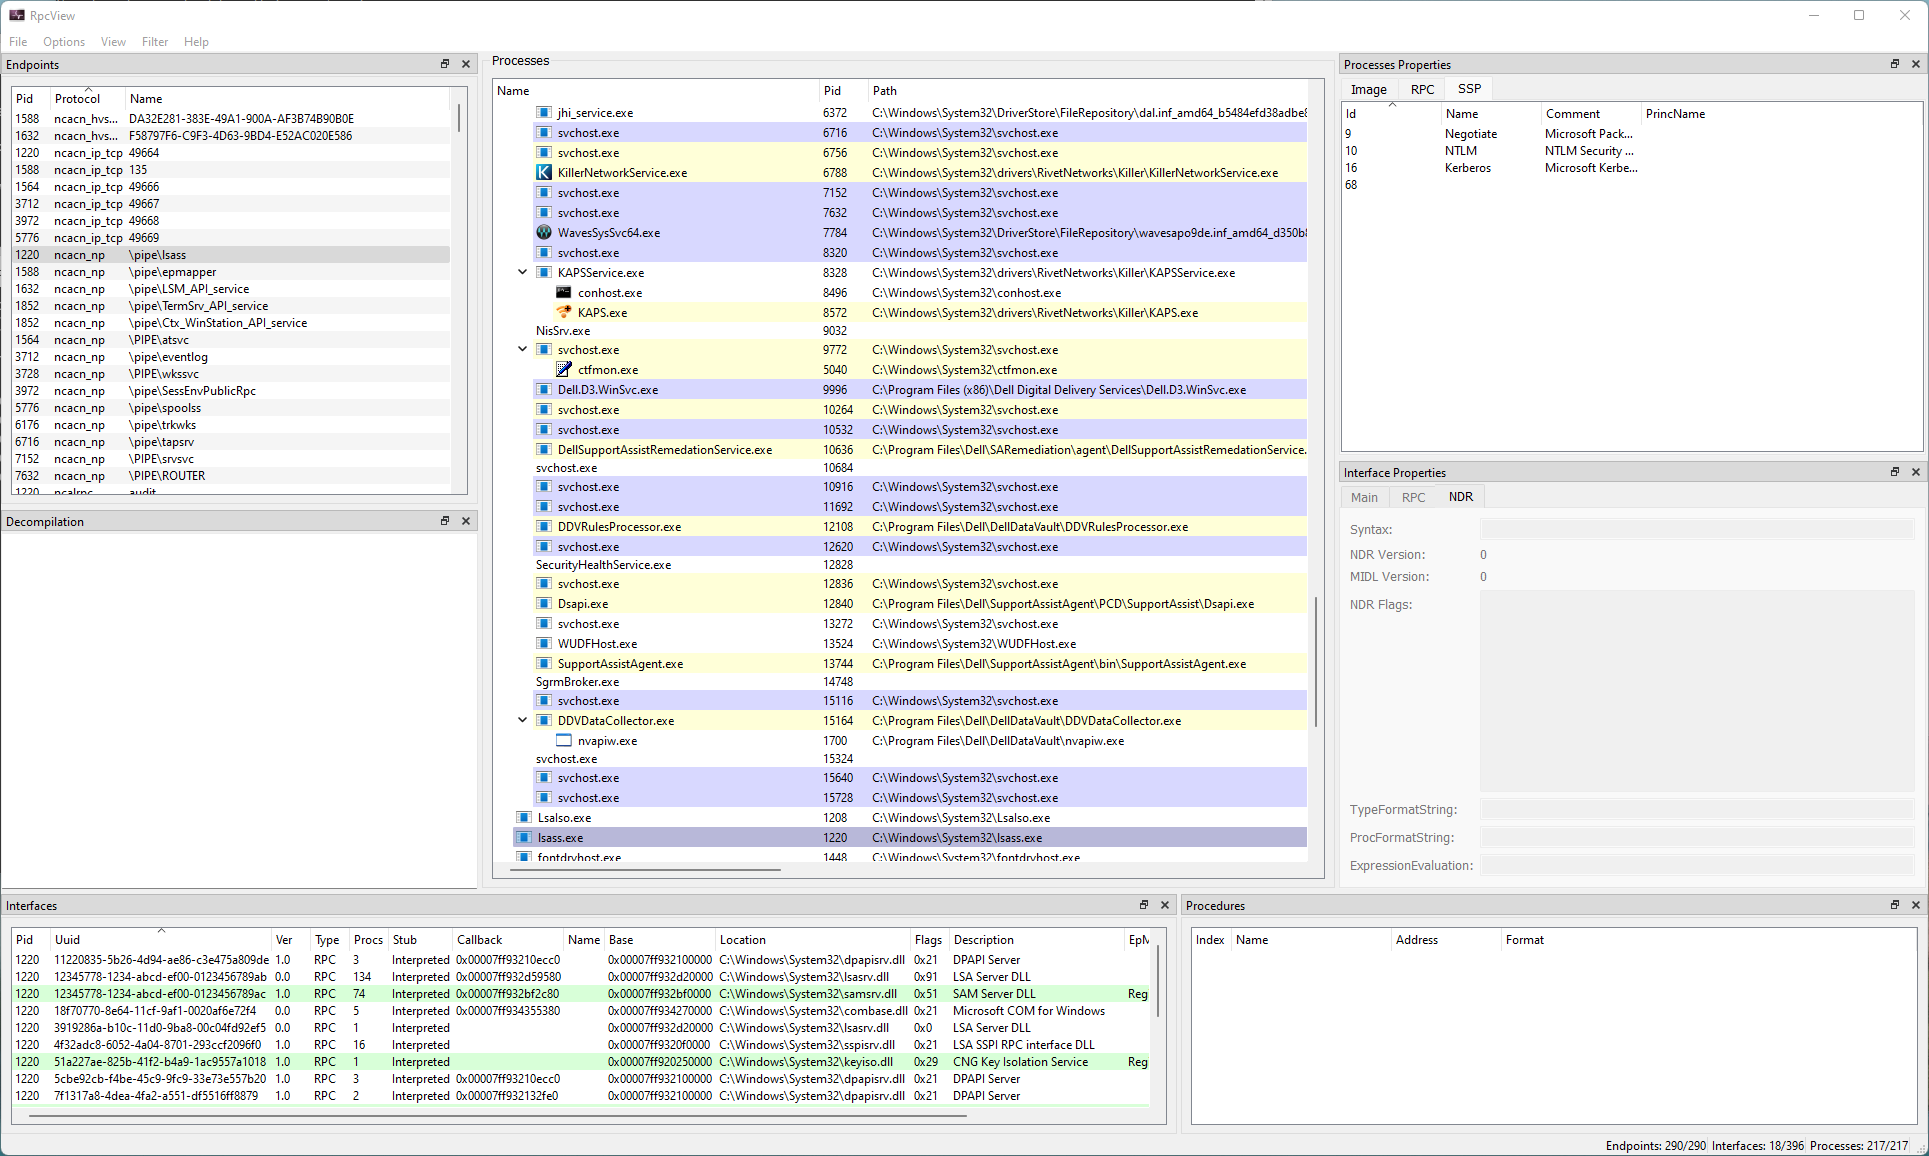 RpcView
File Options View Filter Help
Endpoints
Pid Protocol Name
1588 ncacn_hvs... DA32E281-383E-49A1-900A-AF3B74B90B0E
1632 ncacn_hvs... F58797F6-C9F3-4D63-9BD4-E52AC020E586
1220 ncacn_ip_tcp 49664
1588 ncacn_ip_tcp 135
1564 ncacn_ip_tcp 49666
3712 ncacn_ip_tcp 49667
3972 ncacn_ip_tcp 49668
5776 ncacn_ip_tcp 49669
1220 ncacn_np \pipe\lsass
1588 ncacn_np \pipe\epmapper
1632 ncacn_np \pipe\LSM_API_service
1852 ncacn_np \pipe\TermSrv_API_service
1852 ncacn_np \pipe\Ctx_WinStation_API_service
1564 ncacn_np \PIPE\atsvc
3712 ncacn_np \pipe\eventlog
3728 ncacn_np \PIPE\wkssvc
3972 ncacn_np \pipe\SessEnvPublicRpc
5776 ncacn_np \pipe\spoolss
6176 ncacn_np \pipe\trkwks
6716 ncacn_np \pipe\tapsrv
7152 ncacn_np \PIPE\srvsvc
7632 ncacn_np \PIPE\ROUTER
1220 ncalrpc audit
Decompilation
Processes
Name Pid Path
jhi_service.exe 6372 C:\Windows\System32\DriverStore\FileRepository\dal.inf_amd64_b5484efd38adbe8
svchost.exe 6716 C:\Windows\System32\svchost.exe
svchost.exe 6756 C:\Windows\System32\svchost.exe
KillerNetworkService.exe 6788 C:\Windows\System32\drivers\RivetNetworks\Killer\KillerNetworkService.exe
svchost.exe 7152 C:\Windows\System32\svchost.exe
svchost.exe 7632 C:\Windows\System32\svchost.exe
WavesSysSvc64.exe 7784 C:\Windows\System32\DriverStore\FileRepository\wavesapo9de.inf_amd64_d350b8
svchost.exe 8320 C:\Windows\System32\svchost.exe
KAPSService.exe 8328 C:\Windows\System32\drivers\RivetNetworks\Killer\KAPSService.exe
conhost.exe 8496 C:\Windows\System32\conhost.exe
KAPS.exe 8572 C:\Windows\System32\drivers\RivetNetworks\Killer\KAPS.exe
NisSrv.exe 9032
svchost.exe 9772 C:\Windows\System32\svchost.exe
ctfmon.exe 5040 C:\Windows\System32\ctfmon.exe
Dell.D3.WinSvc.exe 9996 C:\Program Files (x86)\Dell Digital Delivery Services\Dell.D3.WinSvc.exe
svchost.exe 10264 C:\Windows\System32\svchost.exe
svchost.exe 10532 C:\Windows\System32\svchost.exe
DellSupportAssistRemedationService.exe 10636 C:\Program Files\Dell\SARemediation\agent\DellSupportAssistRemedationService.
svchost.exe 10684
svchost.exe 10916 C:\Windows\System32\svchost.exe
svchost.exe 11692 C:\Windows\System32\svchost.exe
DDVRulesProcessor.exe 12108 C:\Program Files\Dell\DellDataVault\DDVRulesProcessor.exe
svchost.exe 12620 C:\Windows\System32\svchost.exe
SecurityHealthService.exe 12828
svchost.exe 12836 C:\Windows\System32\svchost.exe
Dsapi.exe 12840 C:\Program Files\Dell\SupportAssistAgent\PCD\SupportAssist\Dsapi.exe
svchost.exe 13272 C:\Windows\System32\svchost.exe
WUDFHost.exe 13524 C:\Windows\System32\WUDFHost.exe
SupportAssistAgent.exe 13744 C:\Program Files\Dell\SupportAssistAgent\bin\SupportAssistAgent.exe
SgrmBroker.exe 14748
svchost.exe 15116 C:\Windows\System32\svchost.exe
DDVDataCollector.exe 15164 C:\Program Files\Dell\DellDataVault\DDVDataCollector.exe
nvapiw.exe 1700 C:\Program Files\Dell\DellDataVault\nvapiw.exe
svchost.exe 15324
svchost.exe 15640 C:\Windows\System32\svchost.exe
svchost.exe 15728 C:\Windows\System32\svchost.exe
LsaIso.exe 1208 C:\Windows\System32\LsaIso.exe
lsass.exe 1220 C:\Windows\System32\lsass.exe
fontdrvhost.exe 1448 C:\Windows\System32\fontdrvhost.exe
Processes Properties
Image RPC SSP
Id Name Comment PrincName
9 Negotiate Microsoft Pack...
10 NTLM NTLM Security ...
16 Kerberos Microsoft Kerbe...
68
Interface Properties
Main RPC NDR
Syntax:
NDR Version: 0
MIDL Version: 0
NDR Flags:
TypeFormatString:
ProcFormatString:
ExpressionEvaluation:
Interfaces
Pid Uuid Ver Type Procs Stub Callback Name Base Location Flags Description EpM
1220 11220835-5b26-4d94-ae86-c3e475a809de 1.0 RPC 3 Interpreted 0x00007ff93210ecc0 0x00007ff932100000 C:\Windows\System32\dpapisrv.dll 0x21 DPAPI Server
1220 12345778-1234-abcd-ef00-0123456789ab 0.0 RPC 134 Interpreted 0x00007ff932d59580 0x00007ff932d20000 C:\Windows\System32\lsasrv.dll 0x91 LSA Server DLL
1220 12345778-1234-abcd-ef00-0123456789ac 1.0 RPC 74 Interpreted 0x00007ff932bf2c80 0x00007ff932bf0000 C:\Windows\System32\samsrv.dll 0x51 SAM Server DLL Reg
1220 18f70770-8e64-11cf-9af1-0020af6e72f4 0.0 RPC 5 Interpreted 0x00007ff934355380 0x00007ff934270000 C:\Windows\System32\combase.dll 0x21 Microsoft COM for Windows
1220 3919286a-b10c-11d0-9ba8-00c04fd92ef5 0.0 RPC 1 Interpreted 0x00007ff932d20000 C:\Windows\System32\lsasrv.dll 0x0 LSA Server DLL
1220 4f32adc8-6052-4a04-8701-293ccf2096f0 1.0 RPC 16 Interpreted 0x00007ff9320f0000 C:\Windows\System32\sspisrv.dll 0x21 LSA SSPI RPC interface DLL
1220 51a227ae-825b-41f2-b4a9-1ac9557a1018 1.0 RPC 1 Interpreted 0x00007ff920250000 C:\Windows\System32\keyiso.dll 0x29 CNG Key Isolation Service Reg
1220 5cbe92cb-f4be-45c9-9fc9-33e73e557b20 1.0 RPC 3 Interpreted 0x00007ff93210ecc0 0x00007ff932100000 C:\Windows\System32\dpapisrv.dll 0x21 DPAPI Server
1220 7f1317a8-4dea-4fa2-a551-df5516ff8879 1.0 RPC 2 Interpreted 0x00007ff932132fe0 0x00007ff932100000 C:\Windows\System32\dpapisrv.dll 0x21 DPAPI Server
Procedures
Index Name Address Format
Endpoints: 290/290 Interfaces: 18/396 Processes: 217/217